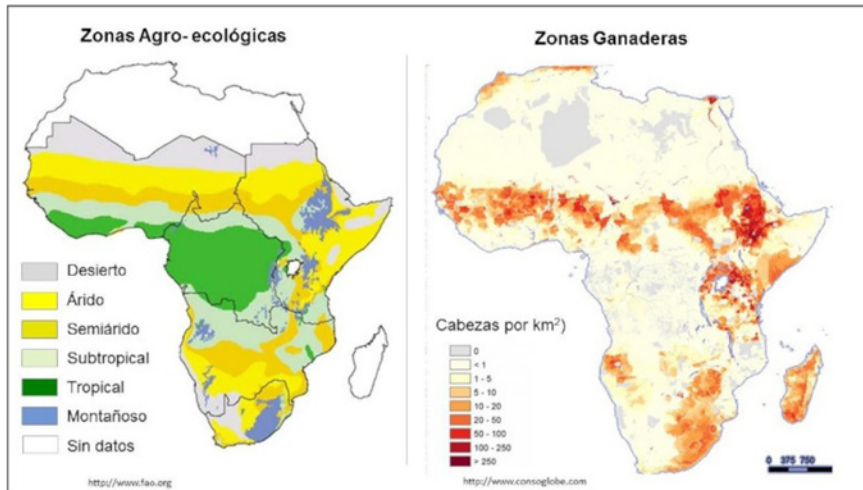 Zonas Agro- ecológicas
Desierto
Árido
Semiárido
Subtropical
Tropical
Montañoso
Sin datos
http://www.fao.org
Zonas Ganaderas
Cabezas por km²)
0
< 1
1 - 5
5 - 10
10 - 20
20 - 50
50 - 100
100 - 250
> 250
0 375 750
http://www.consoglobe.com